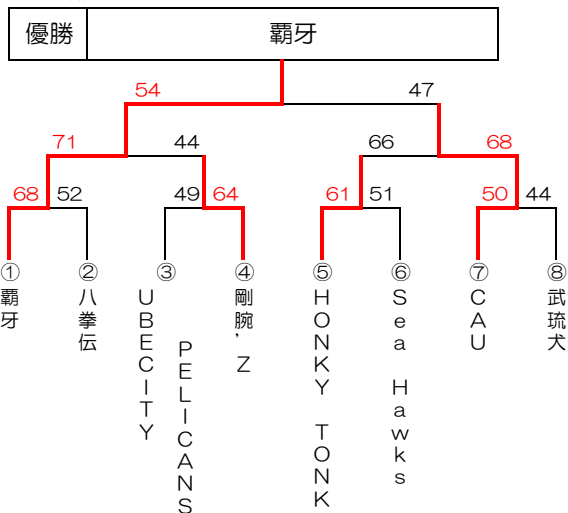 優勝 覇牙
54 47
71 44 66 68
68 52 49 64 61 51 50 44
① ② ③ ④ ⑤ ⑥ ⑦ ⑧
覇牙
八拳伝
UBECITY
PELICANS
剛腕’Z
HONKY TONK
Sea Hawks
CAU
武琉犬